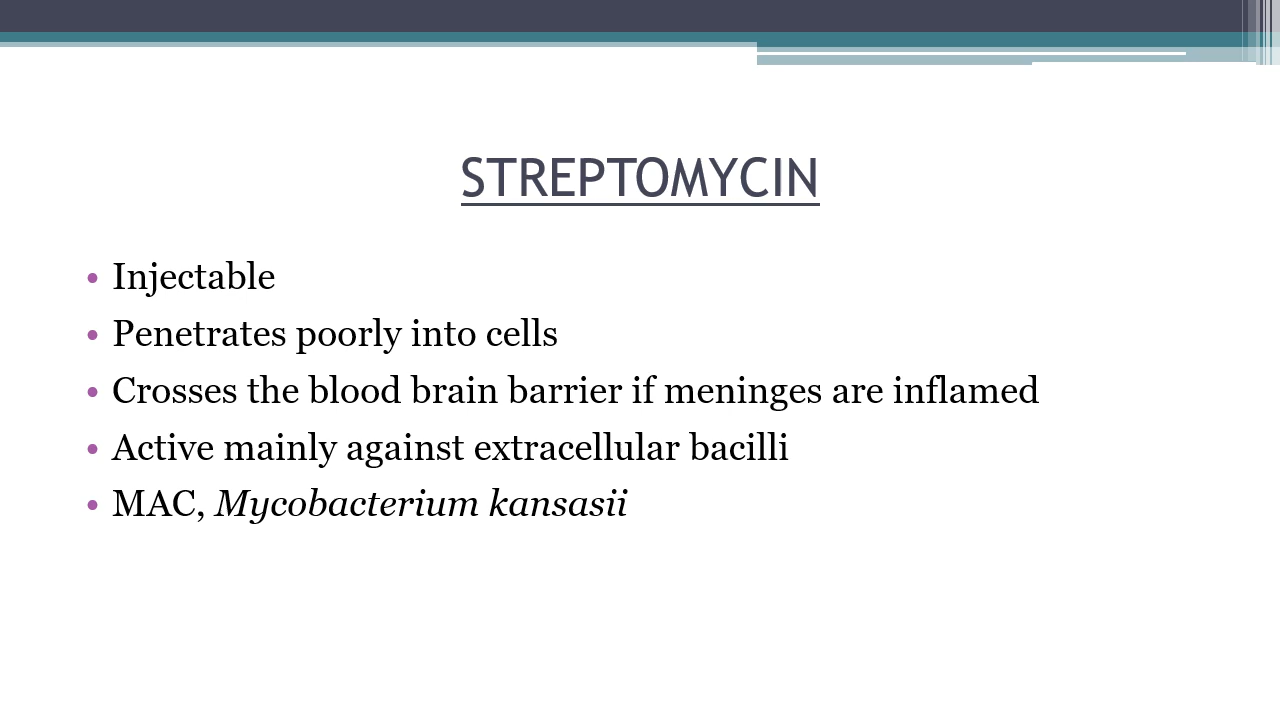 STREPTOMYCIN
• Injectable
• Penetrates poorly into cells
• Crosses the blood brain barrier if meninges are inflamed
• Active mainly against extracellular bacilli
• MAC, Mycobacterium kansasii